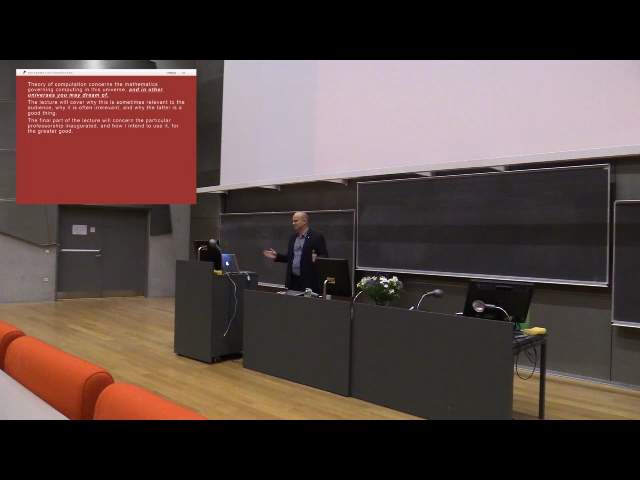 Theory of computation concerns the mathematics
governing computing in this universe, and in other
universes you may dream of.
The lecture will cover why this is sometimes relevant to the
audience, why it is often irrelevant, and why the latter is a
good thing.
The final part of the lecture will concern the particular
professorship inaugurated, and how I intend to use it, for
the greater good.